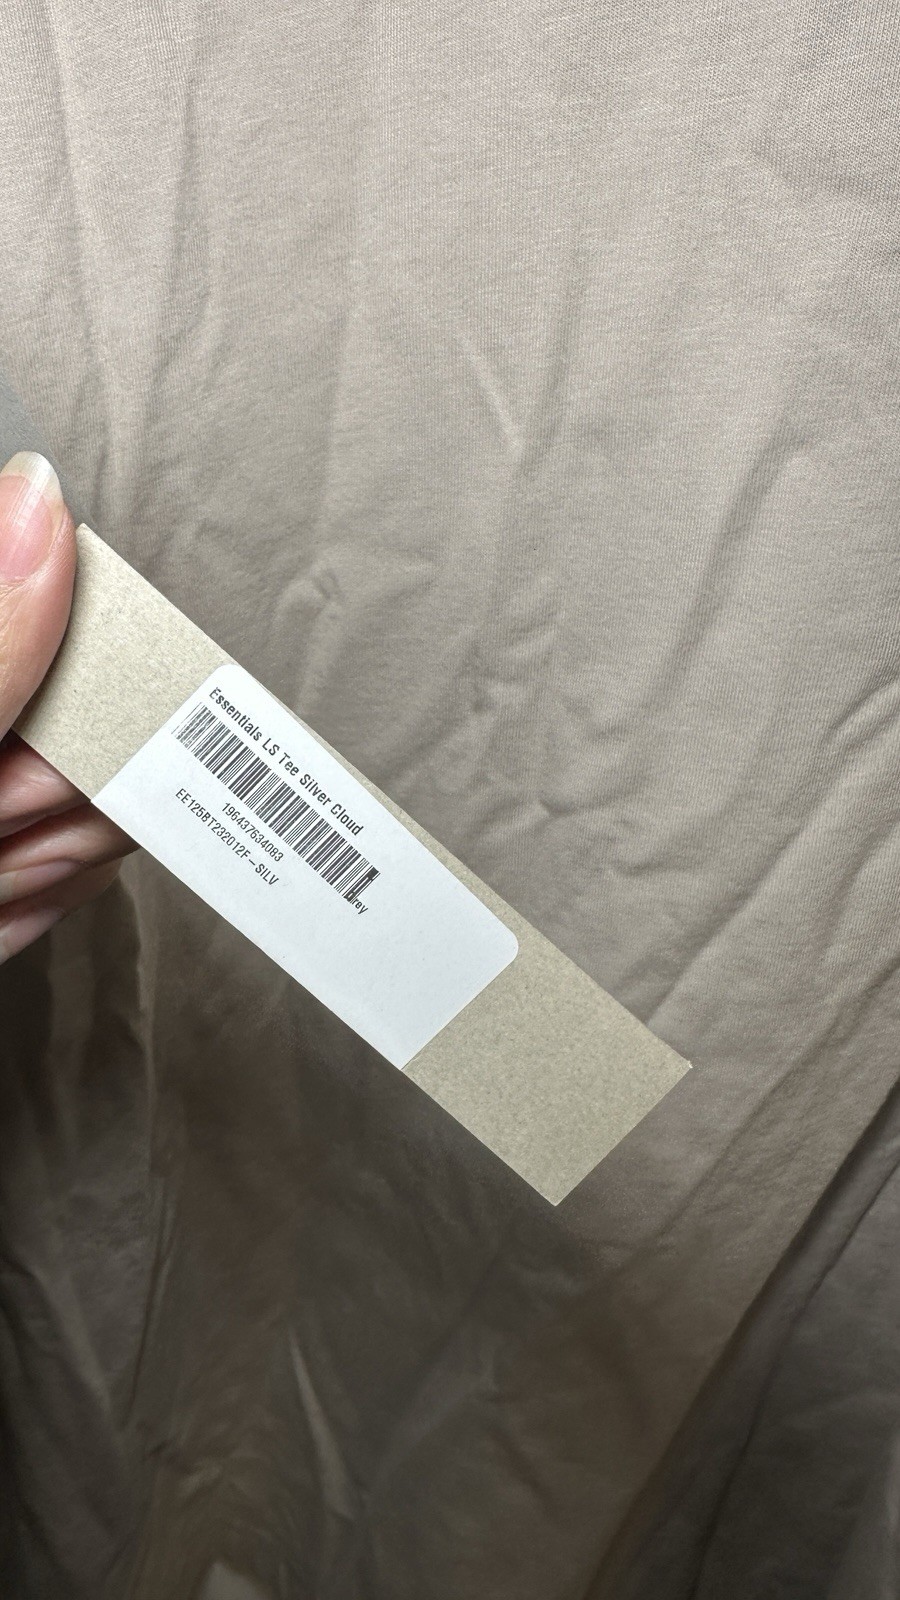 Essentials LS Tee Silver Cloud
196437634083
EE125BT232012F-SILV